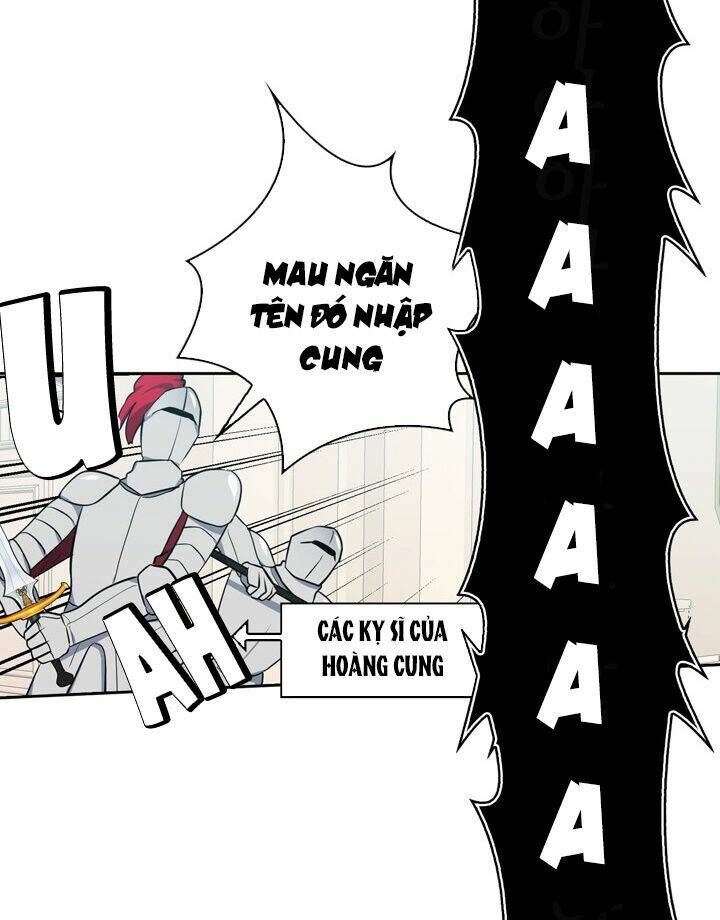 MAU NGĂN
TÊN ĐÓ NHẬP
CUNG
A
A
A
A
A
A
U
AH
CÁC KỴ SĨ CỦA
HOÀNG CUNG